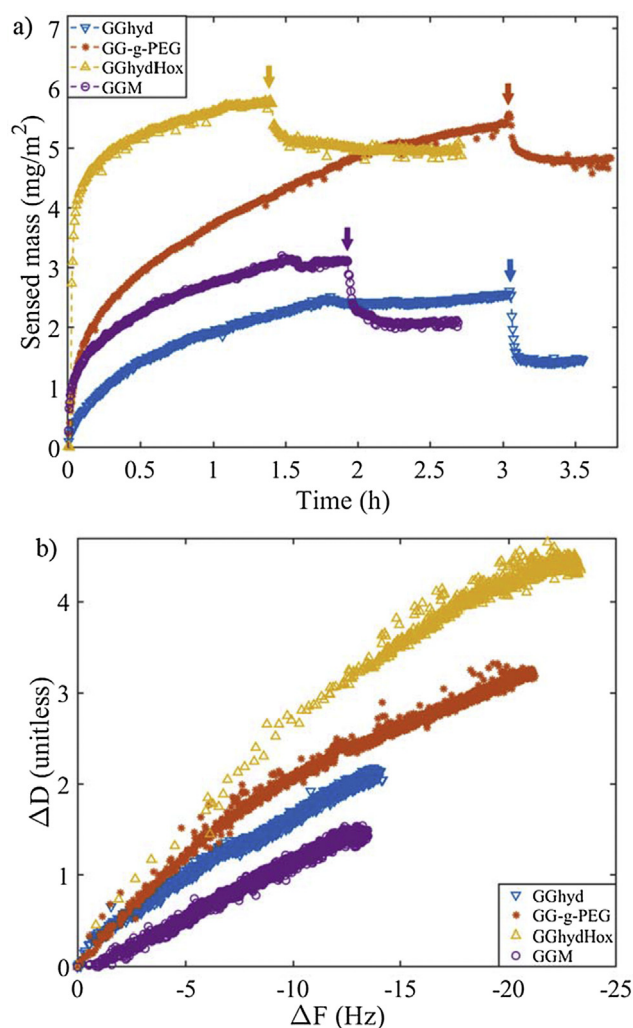 a)
7
6
5
4
3
2
1
0
Sensed mass (mg/m²)
GGhyd
GG-g-PEG
GGhydHox
GGM
0 0.5 1 1.5 2 2.5 3 3.5
Time (h)
b)
4
3
2
1
0
ΔD (unitless)
GGhyd
GG-g-PEG
GGhydHox
GGM
0 -5 -10 -15 -20 -25
ΔF (Hz)